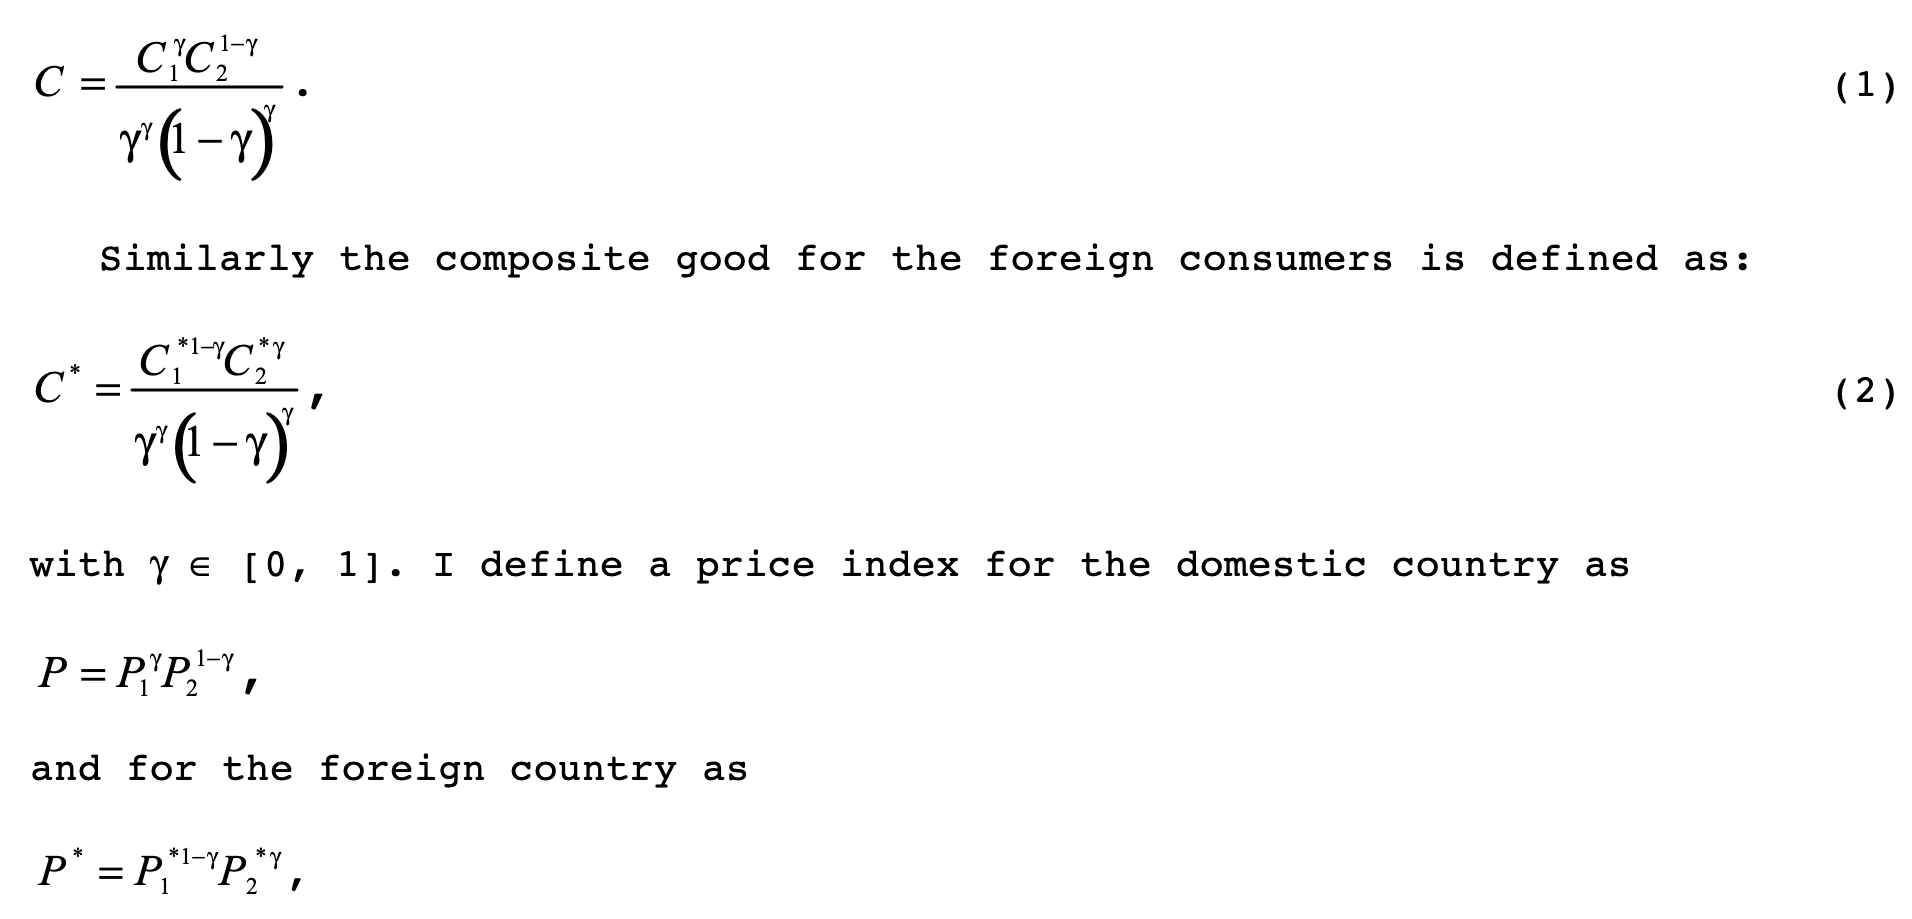 C = \frac{C_1^{\gamma} C_2^{1-\gamma}}{\gamma^{\gamma}(1-\gamma)^{\gamma}}. (1)
Similarly the composite good for the foreign consumers is defined as:
C^* = \frac{C_1^{*1-\gamma} C_2^{*\gamma}}{\gamma^{\gamma}(1-\gamma)^{\gamma}}, (2)
with γ ∈ [0, 1]. I define a price index for the domestic country as
P = P_1^{\gamma} P_2^{1-\gamma},
and for the foreign country as
P^* = P_1^{*1-\gamma} P_2^{*\gamma},